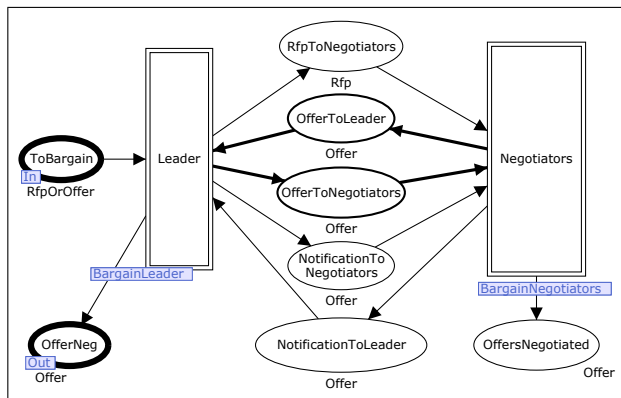 RfpToNegotiators
Rfp
OfferToLeader
Offer
ToBargain
In
RfpOrOffer
Leader
Negotiators
OfferToNegotiators
Offer
NotificationTo
Negotiators
Offer
BargainLeader
BargainNegotiators
OfferNeg
Out
Offer
NotificationToLeader
Offer
OffersNegotiated
Offer